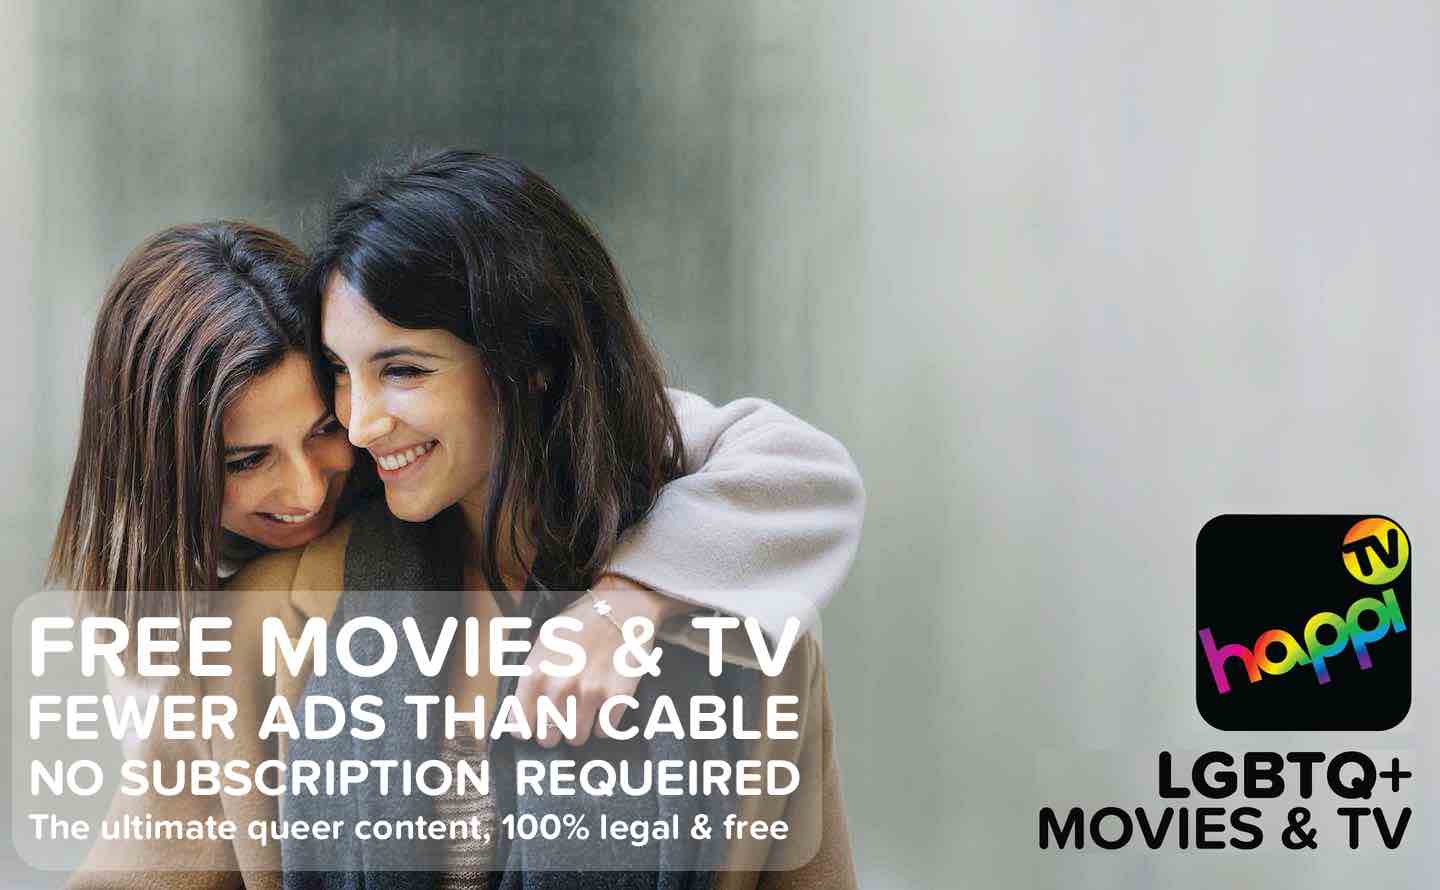 FREE MOVIES & TV
FEWER ADS THAN CABLE
NO SUBSCRIPTION REQUEIRED
The ultimate queer content, 100% legal & free
TV
happi
LGBTQ+
MOVIES & TV